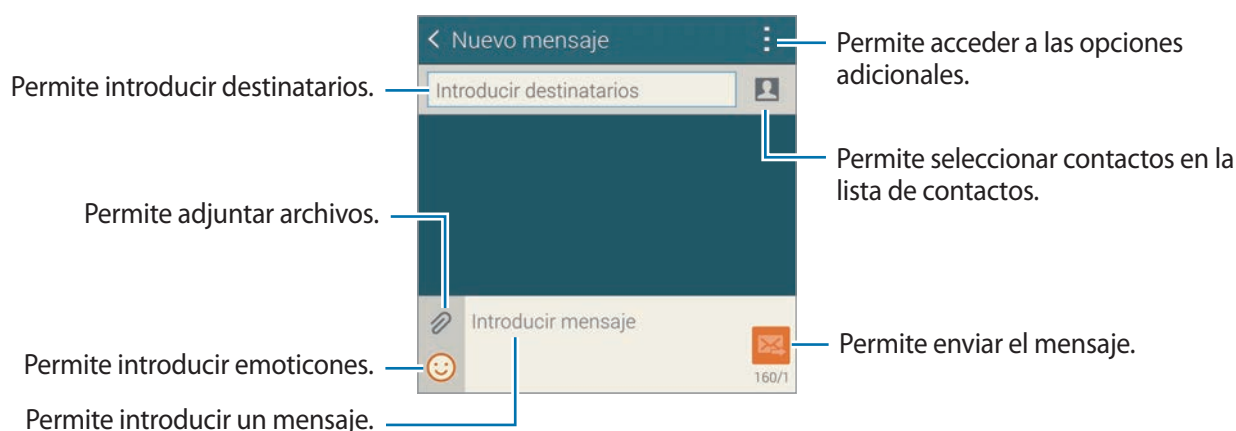 Nuevo mensaje
Permite acceder a las opciones
adicionales.
Permite introducir destinatarios.
Introducir destinatarios
Permite seleccionar contactos en la
lista de contactos.
Permite adjuntar archivos.
Introducir mensaje
Permite enviar el mensaje.
160/1
Permite introducir emoticones.
Permite introducir un mensaje.